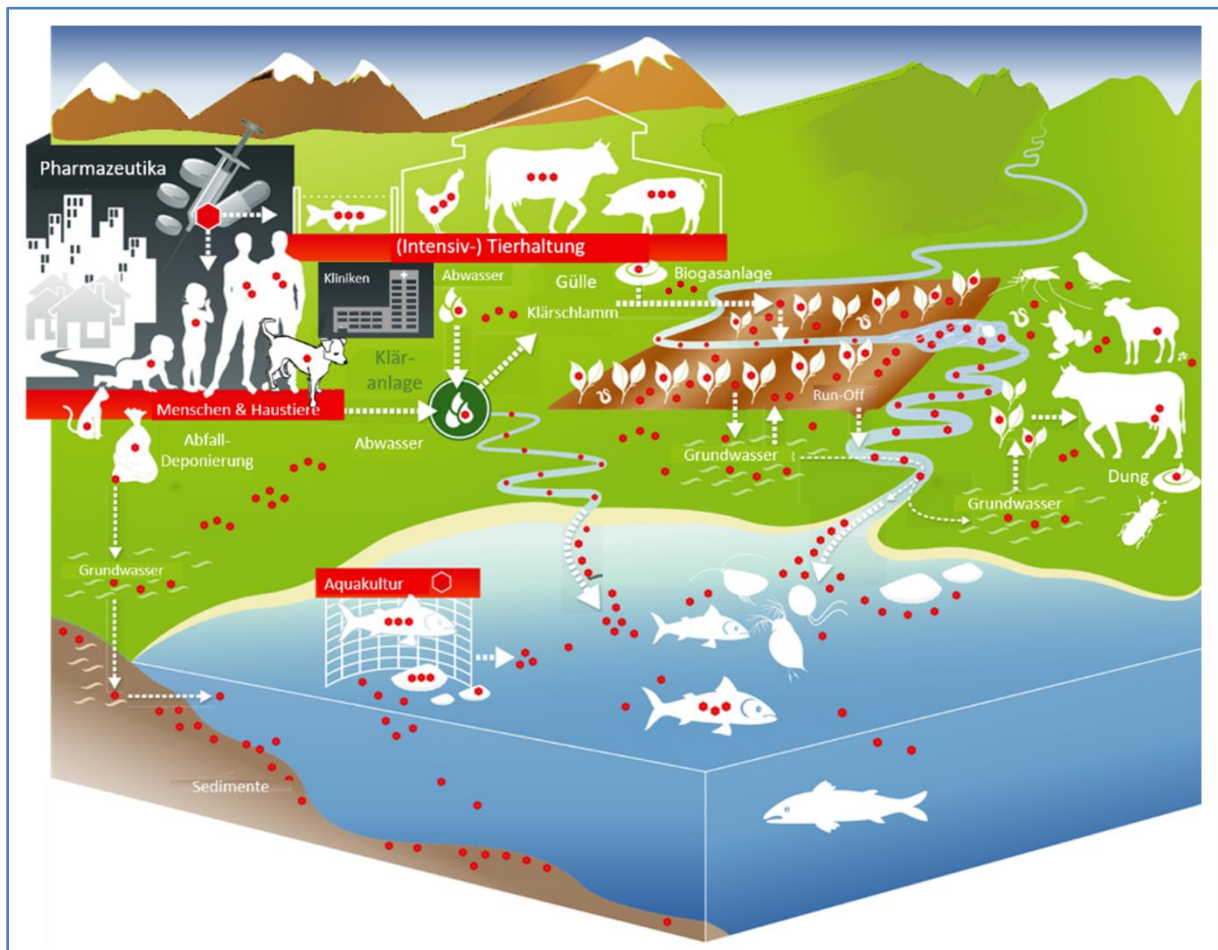 Pharmazeutika
(Intensiv-) Tierhaltung
Kliniken
Abwasser
Gülle
Biogasanlage
Klärschlamm
Klär-
anlage
Menschen & Haustiere
Abwasser
Abfall-
Deponierung
Run-Off
Grundwasser
Dung
Grundwasser
Grundwasser
Aquakultur
Sedimente